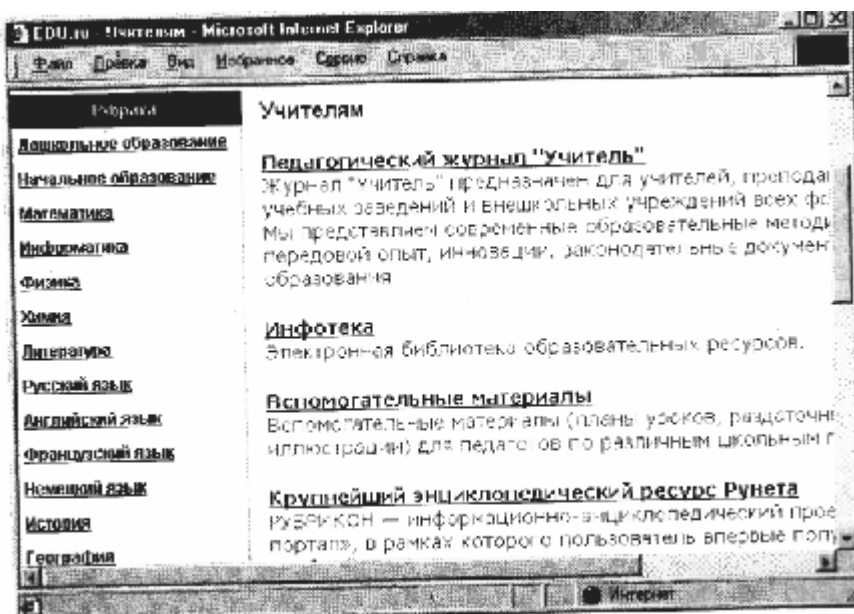 EDU.ru - Учителям - Microsoft Internet Explorer
Файл Правка Вид Избранное Сервис Справка
Рубрики
Дошкольное образование
Начальное образование
Математика
Информатика
Физика
Химия
Литература
Русский язык
Английский язык
Французский язык
Немецкий язык
История
География
Учителям
Педагогический журнал "Учитель"
Журнал "Учитель" предназначен для учителей, преподав
учебных заведений и внешкольных учреждений всех фо
Мы представляем современные образовательные методи
передовой опыт, инновации, законодательные докумен
образования
Инфотека
Электронная библиотека образовательных ресурсов.
Вспомогательные материалы
Вспомогательные материалы (планы уроков, раздаточны
иллюстрации) для педагогов по различным школьным п
Крупнейший энциклопедический ресурс Рунета
РУБРИКОН — информационно-энциклопедический прое
портал», в рамках которого пользователь впервые полу
Интернет